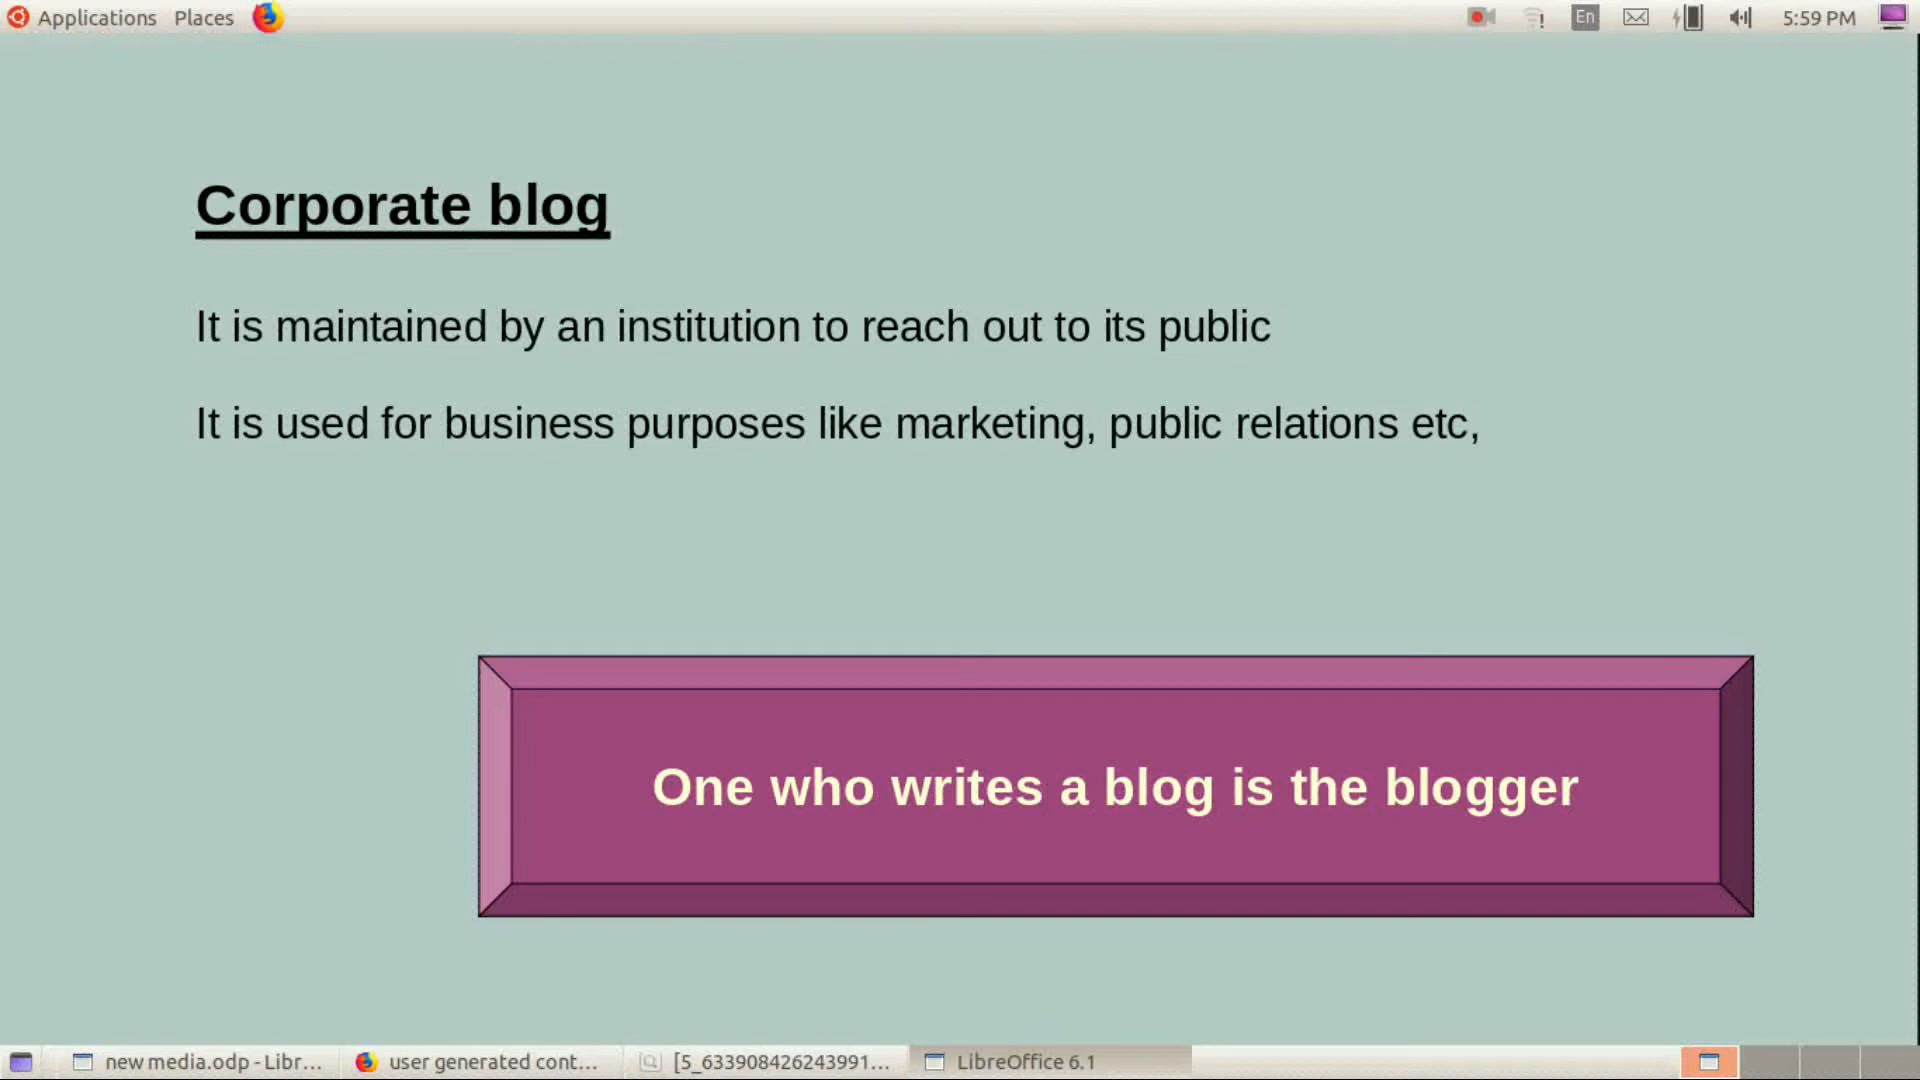 Applications Places
En
5:59 PM
Corporate blog
It is maintained by an institution to reach out to its public
It is used for business purposes like marketing, public relations etc,
One who writes a blog is the blogger
new media.odp - Libr...
user generated cont...
[5_633908426243991...
LibreOffice 6.1